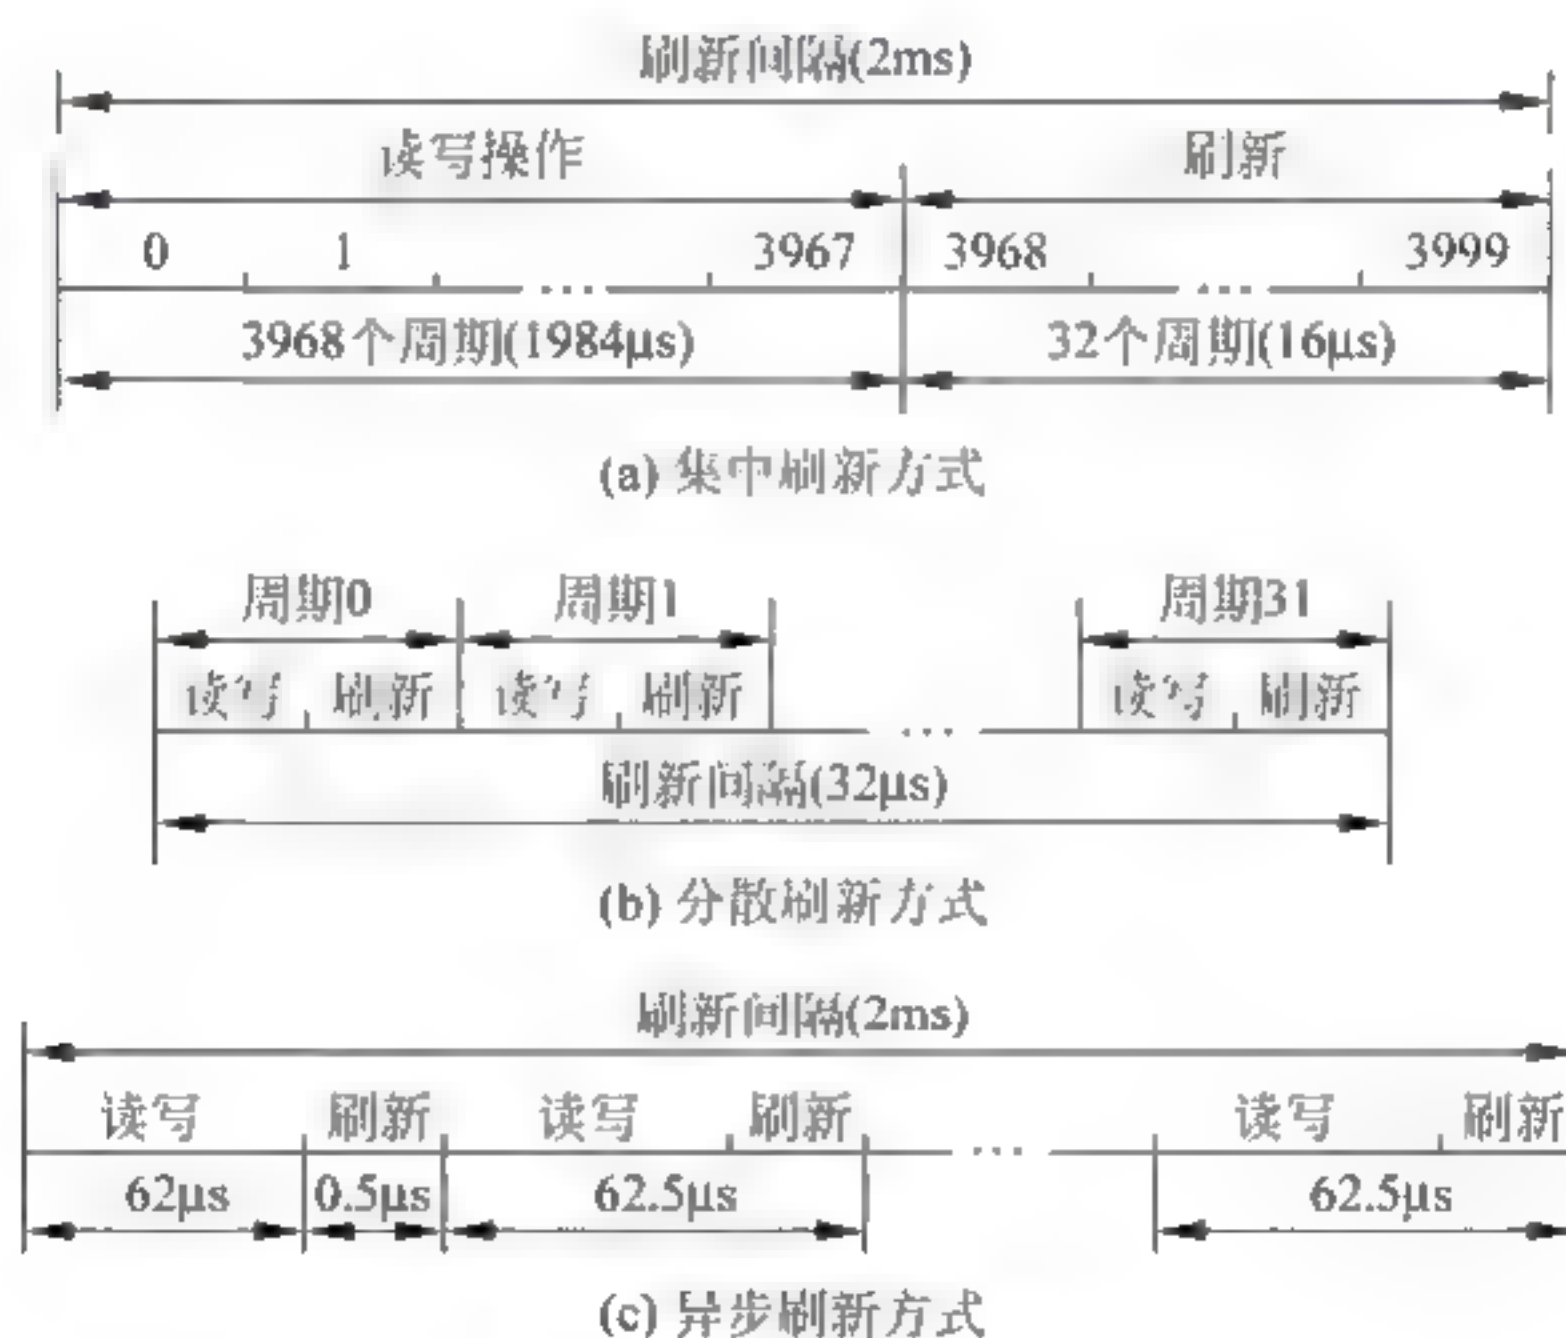 刷新间隔(2ms)
读写操作 刷新
0 1 ... 3967 3968 ... 3999
3968个周期(1984μs) 32个周期(16μs)
(a) 集中刷新方式
周期0 周期1 周期31
读写 刷新 读写 刷新 ... 读写 刷新
刷新间隔(32μs)
(b) 分散刷新方式
刷新间隔(2ms)
读写 刷新 读写 刷新 ... 读写 刷新
62μs 0.5μs 62.5μs 62.5μs
(c) 异步刷新方式